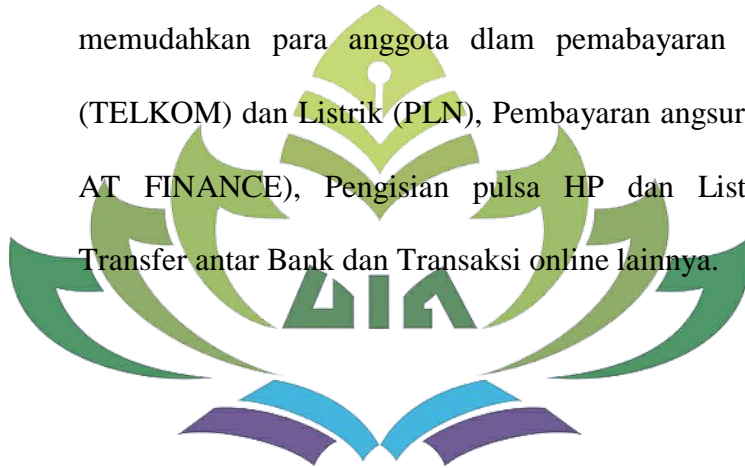 memudahkan para anggota dlam pemabayaran
(TELKOM) dan Listrik (PLN), Pembayaran angsur
AT FINANCE), Pengisian pulsa HP dan List
Transfer antar Bank dan Transaksi online lainnya.
UIN